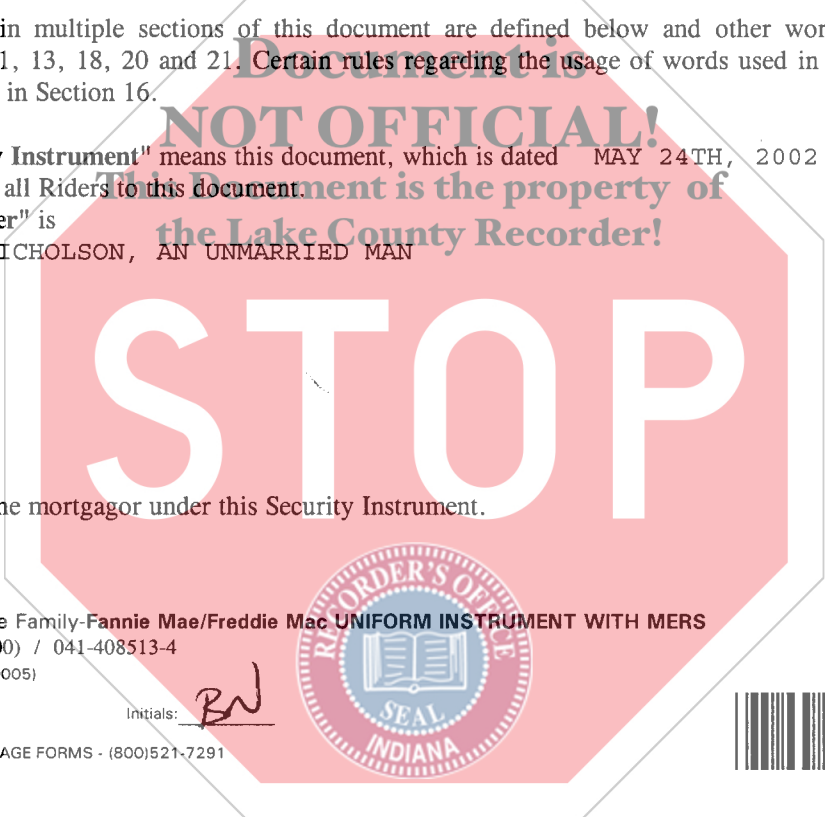 in multiple sections of this document are defined below and other wor
1, 13, 18, 20 and 21. Certain rules regarding the usage of words used in
in Section 16.
Document is
NOT OFFICIAL!
This Document is the property of
the Lake County Recorder!
Instrument" means this document, which is dated MAY 24TH, 2002
all Riders to this document.
er" is
ICHOLSON, AN UNMARRIED MAN
STOP
he mortgagor under this Security Instrument.
e Family-Fannie Mae/Freddie Mac UNIFORM INSTRUMENT WITH MERS
00) / 041-408513-4
005)
Initials: BN
AGE FORMS - (800)521-7291
RECORDER'S OFFICE
SEAL
INDIANA